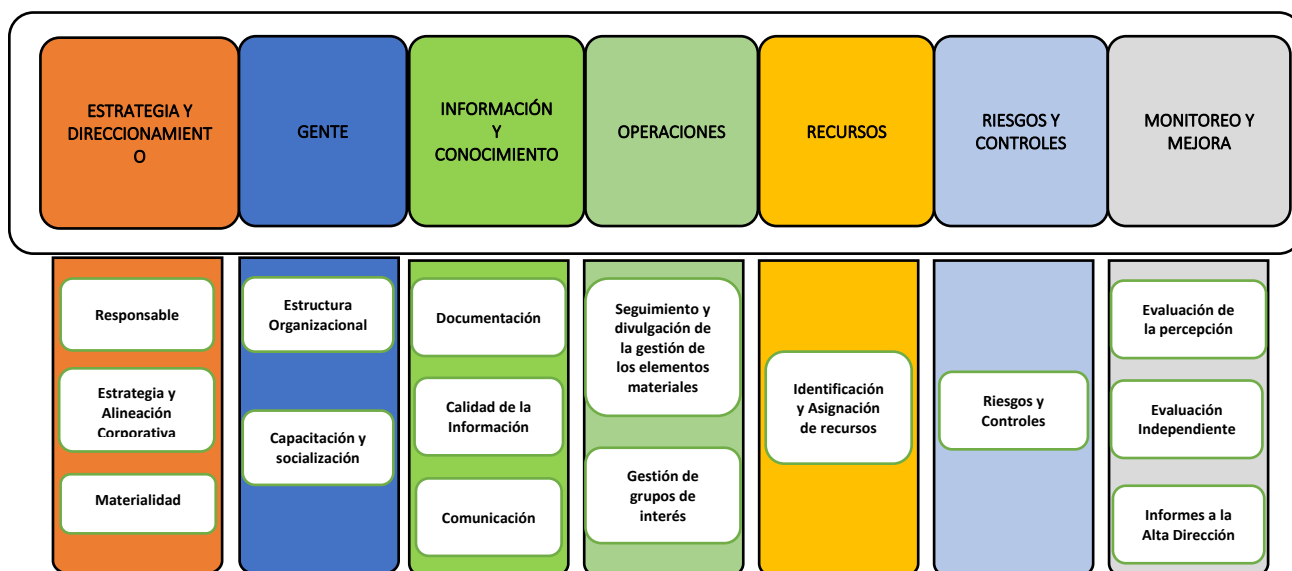 ESTRATEGIA Y
DIRECCIONAMIENT
O
GENTE
INFORMACIÓN
Y
CONOCIMIENTO
OPERACIONES
RECURSOS
RIESGOS Y
CONTROLES
MONITOREO Y
MEJORA
Responsable
Estrategia y
Alineación
Corporativa
Materialidad
Estructura
Organizacional
Capacitación y
socialización
Documentación
Calidad de la
Información
Comunicación
Seguimiento y
divulgación de
la gestión de
los elementos
materiales
Gestión de
grupos de
interés
Identificación
y Asignación
de recursos
Riesgos y
Controles
Evaluación de
la percepción
Evaluación
Independiente
Informes a la
Alta Dirección